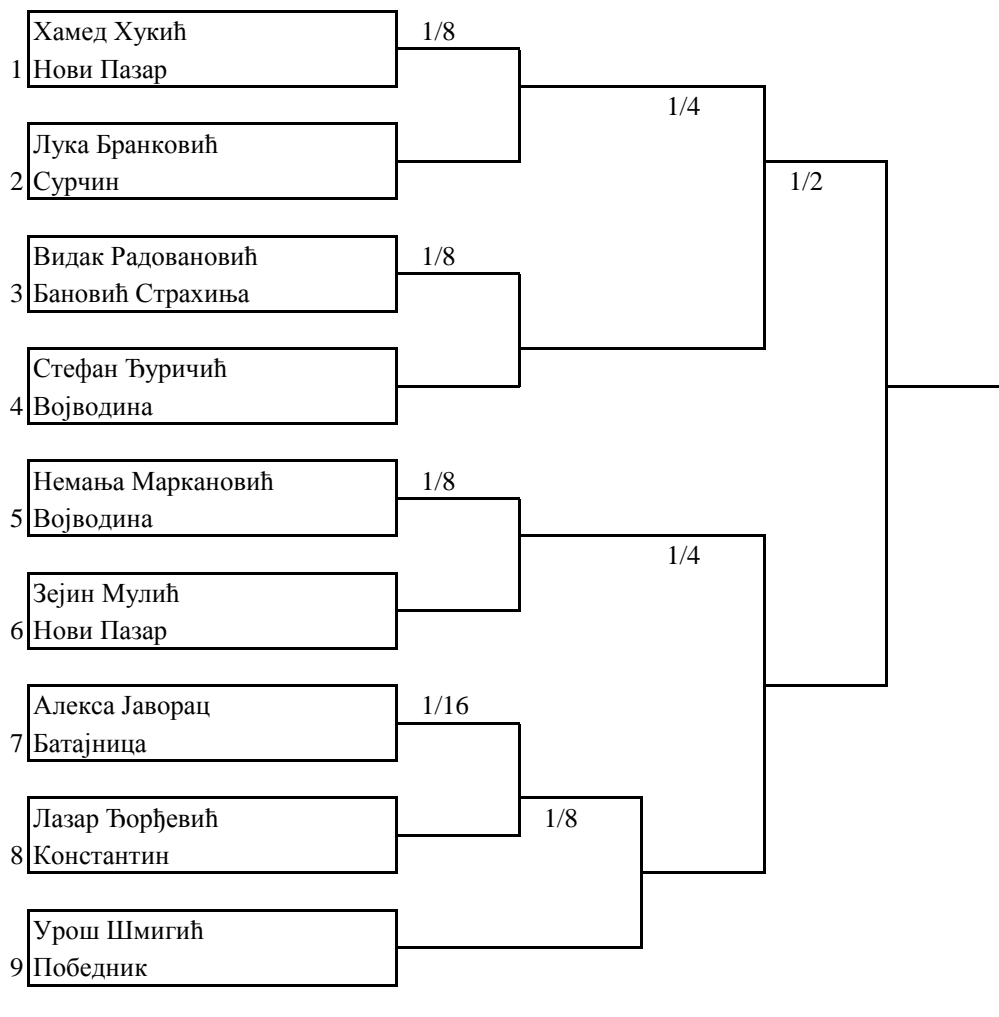 Хамед Хукић
1/8
1 Нови Пазар
1/4
Лука Бранковић
2 Сурчин
1/2
Видак Радовановић
1/8
3 Бановић Страхиња
Стефан Ђуричић
4 Војводина
Немања Маркановић
1/8
5 Војводина
1/4
Зејин Мулић
6 Нови Пазар
Алекса Јаворац
1/16
7 Батајница
Лазар Ђорђевић
1/8
8 Константин
Урош Шмигић
9 Победник